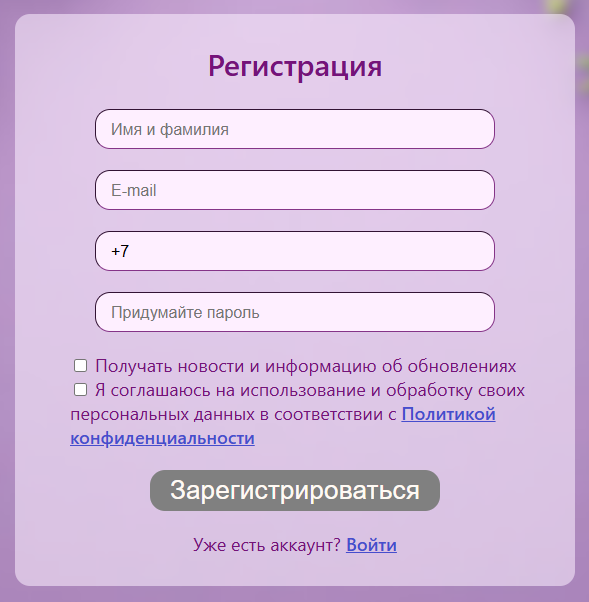 Регистрация
Имя и фамилия
E-mail
+7
Придумайте пароль
Получать новости и информацию об обновлениях
Я соглашаюсь на использование и обработку своих
персональных данных в соответствии с Политикой
конфиденциальности
Зарегистрироваться
Уже есть аккаунт? Войти